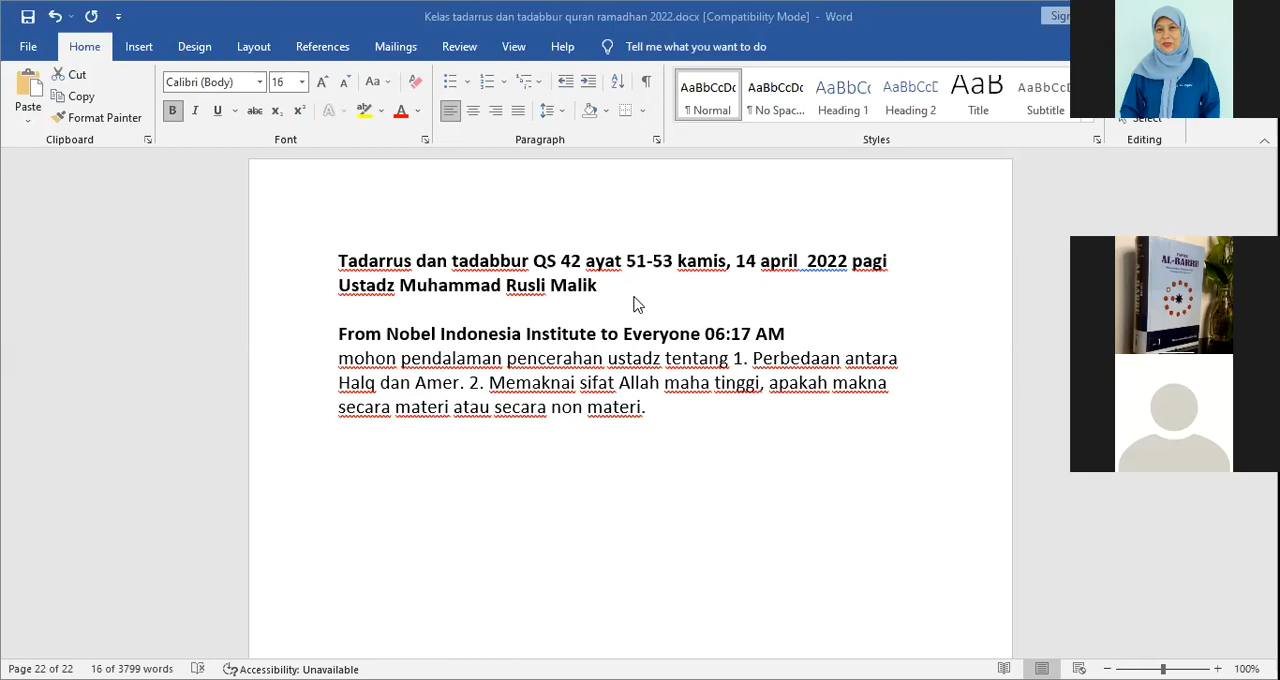 Kelas tadarrus dan tadabbur quran ramadhan 2022.docx [Compatibility Mode] - Word
Sign
File Home Insert Design Layout References Mailings Review View Help Tell me what you want to do
Cut
Copy
Format Painter
Paste
Calibri (Body) 16
AaBbCcDc AaBbCcDc AaBbCc AaBbCcD AaB AaBbCcD
¶ Normal ¶ No Spac... Heading 1 Heading 2 Title Subtitle
Select
Clipboard Font Paragraph Styles Editing
Tadarrus dan tadabbur QS 42 ayat 51-53 kamis, 14 april 2022 pagi
Ustadz Muhammad Rusli Malik
From Nobel Indonesia Institute to Everyone 06:17 AM
mohon pendalaman pencerahan ustadz tentang 1. Perbedaan antara
Halq dan Amer. 2. Memaknai sifat Allah maha tinggi, apakah makna
secara materi atau secara non materi.
AL-BARRU
Page 22 of 22 16 of 3799 words Accessibility: Unavailable 100%